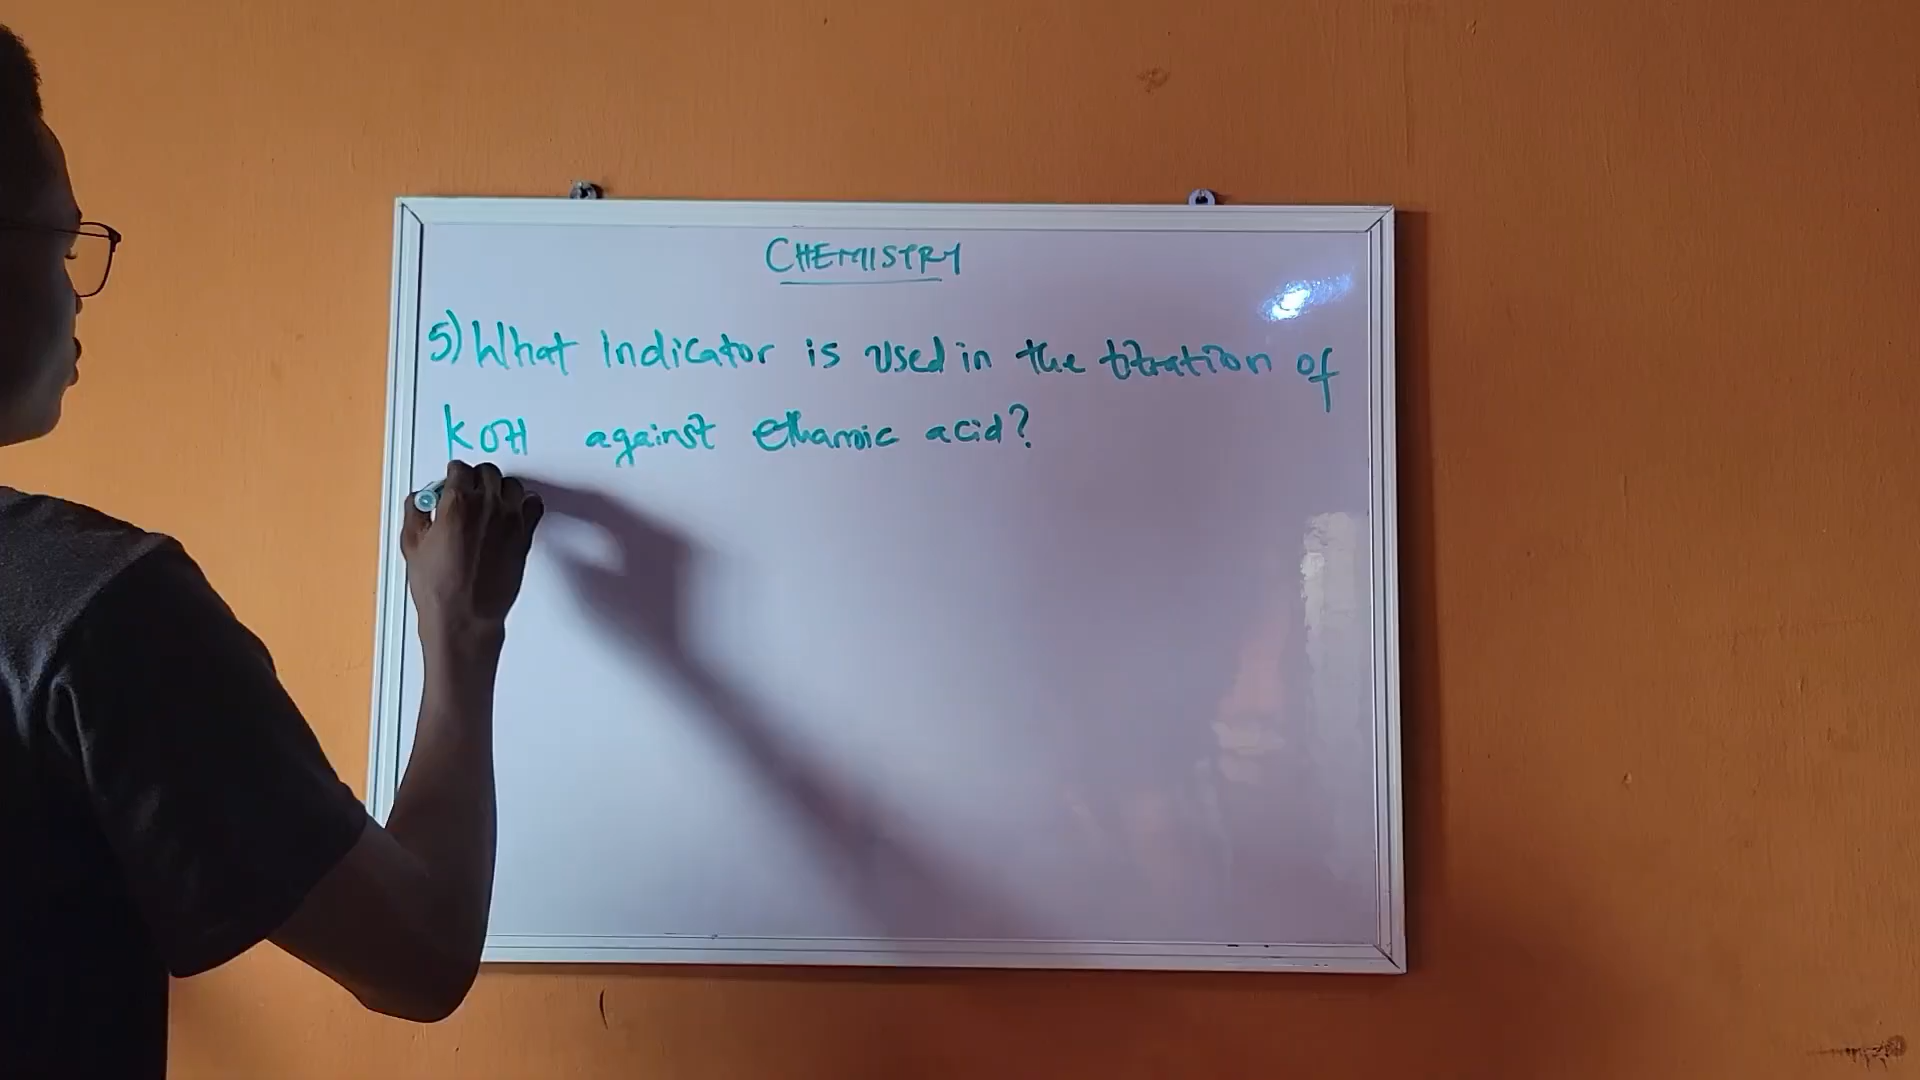 CHEMISTRY
5) What Indicator is used in the titration of
KOH against ethanoic acid?